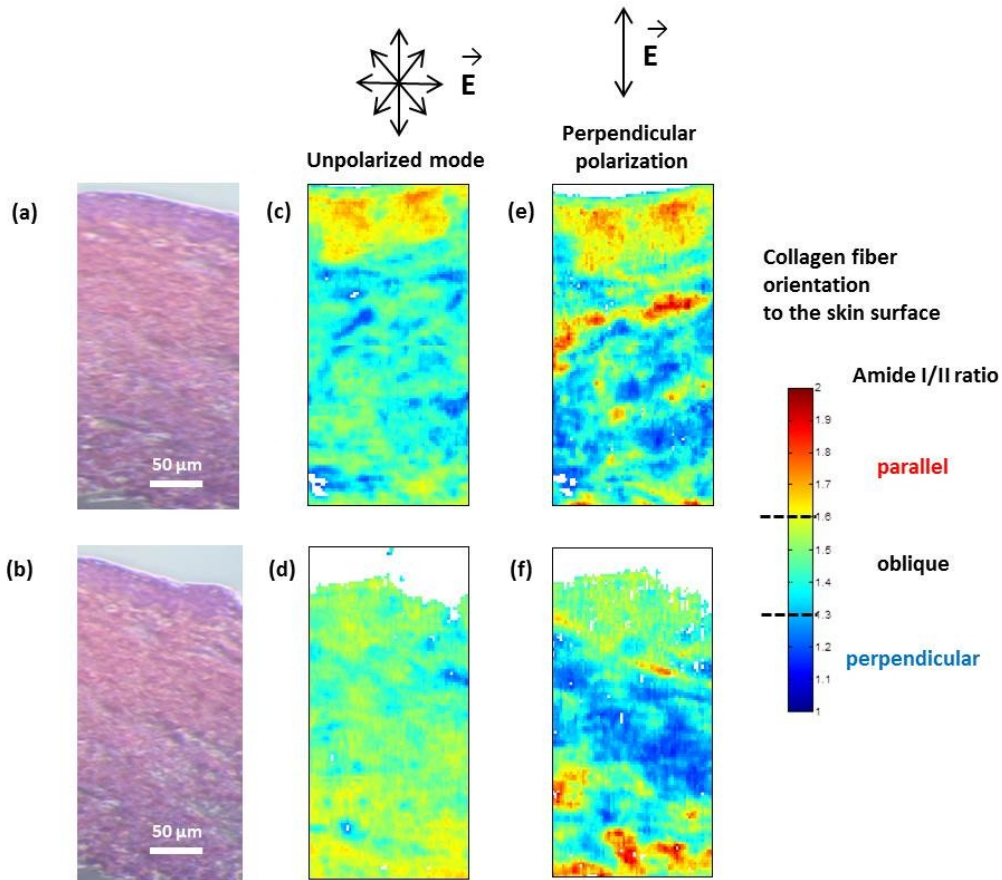 E
E
Unpolarized mode
Perpendicular
polarization
(a)
(c)
(e)
Collagen fiber
orientation
to the skin surface
Amide I/II ratio
2
1.9
1.8
1.7
1.6
1.5
1.4
1.3
1.2
1.1
1
parallel
oblique
perpendicular
50 µm
(b)
(d)
(f)
50 µm